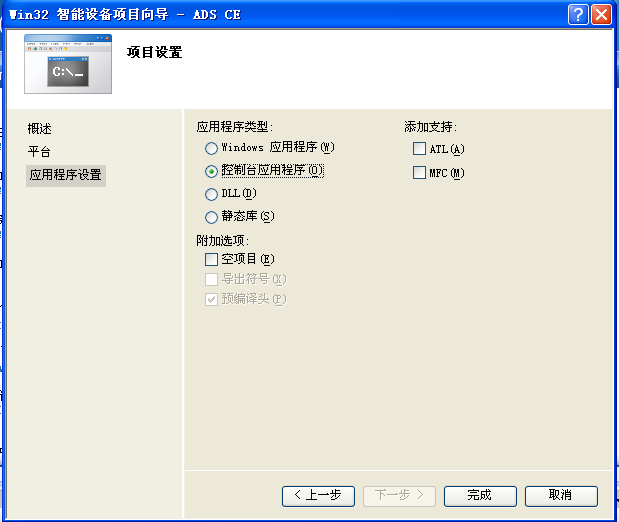 Win32 智能设备项目向导 - ADS CE
项目设置
C:\_
概述
平台
应用程序设置
应用程序类型:
Windows 应用程序(W)
控制台应用程序(O)
DLL(D)
静态库(S)
附加选项:
空项目(E)
导出符号(X)
预编译头(P)
添加支持:
ATL(A)
MFC(M)
< 上一步
下一步 >
完成
取消